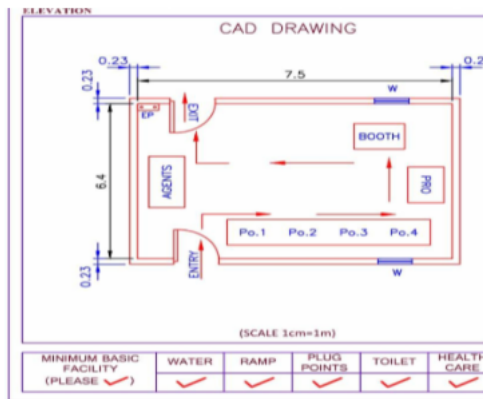 ELEVATION
CAD DRAWING
0.23
7.5
0.2
0.23
EP
EXIT
W
BOOTH
6.4
AGENTS
PRO
Po.1 Po.2 Po.3 Po.4
ENTRY
0.23
W
(SCALE 1cm=1m)
MINIMUM BASIC FACILITY (PLEASE ✓)
WATER
RAMP
PLUG POINTS
TOILET
HEALTH CARE